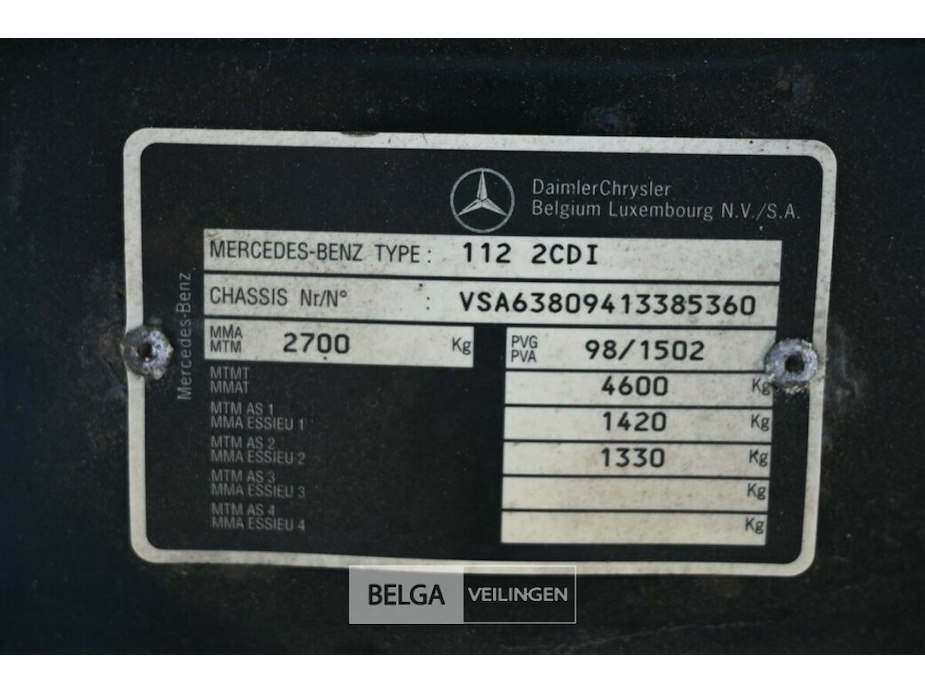 DaimlerChrysler
Belgium Luxembourg N.V./S.A.
MERCEDES-BENZ TYPE : 112 2CDI
CHASSIS Nr/N° : VSA63809413385360
MMA
MTM 2700 Kg
PVG
PVA 98/1502
MTMT
MMAT 4600 Kg
MTM AS 1
MMA ESSIEU 1 1420 Kg
MTM AS 2
MMA ESSIEU 2 1330 Kg
MTM AS 3
MMA ESSIEU 3 Kg
MTM AS 4
MMA ESSIEU 4 Kg
Mercedes-Benz
BELGA VEILINGEN